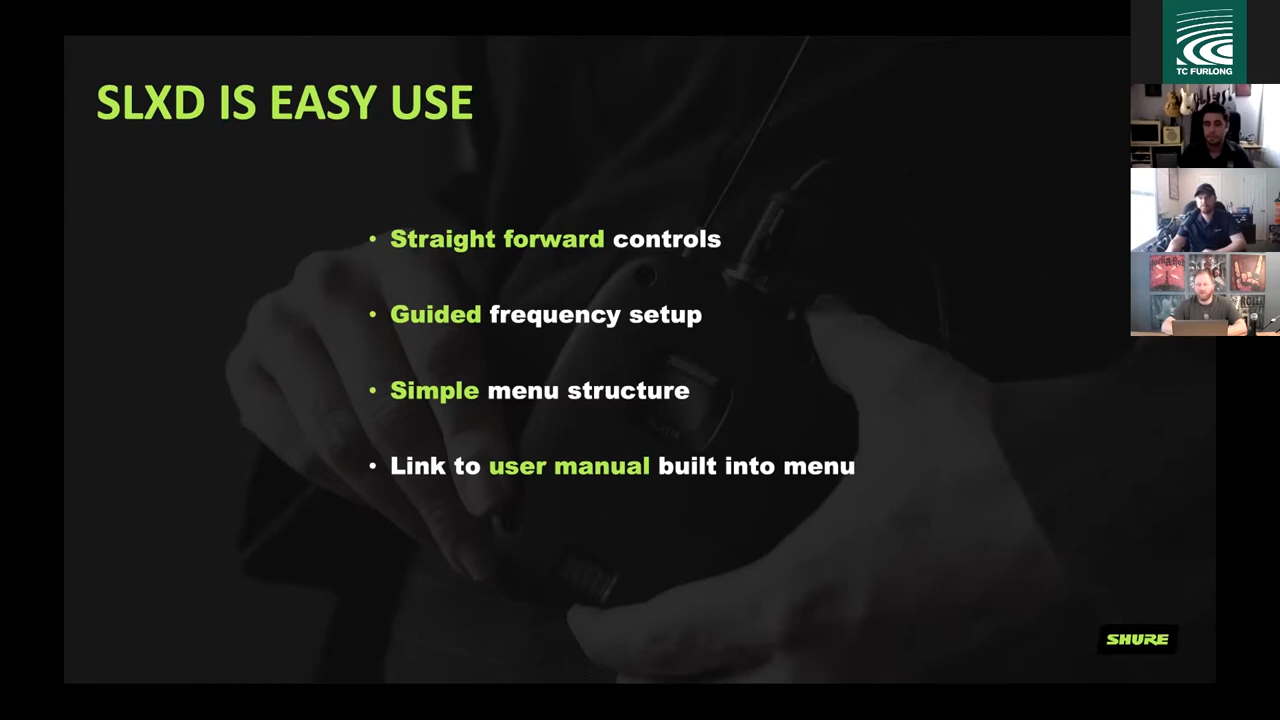 SLXD IS EASY USE
TC FURLONG
• Straight forward controls
• Guided frequency setup
• Simple menu structure
• Link to user manual built into menu
SHURE